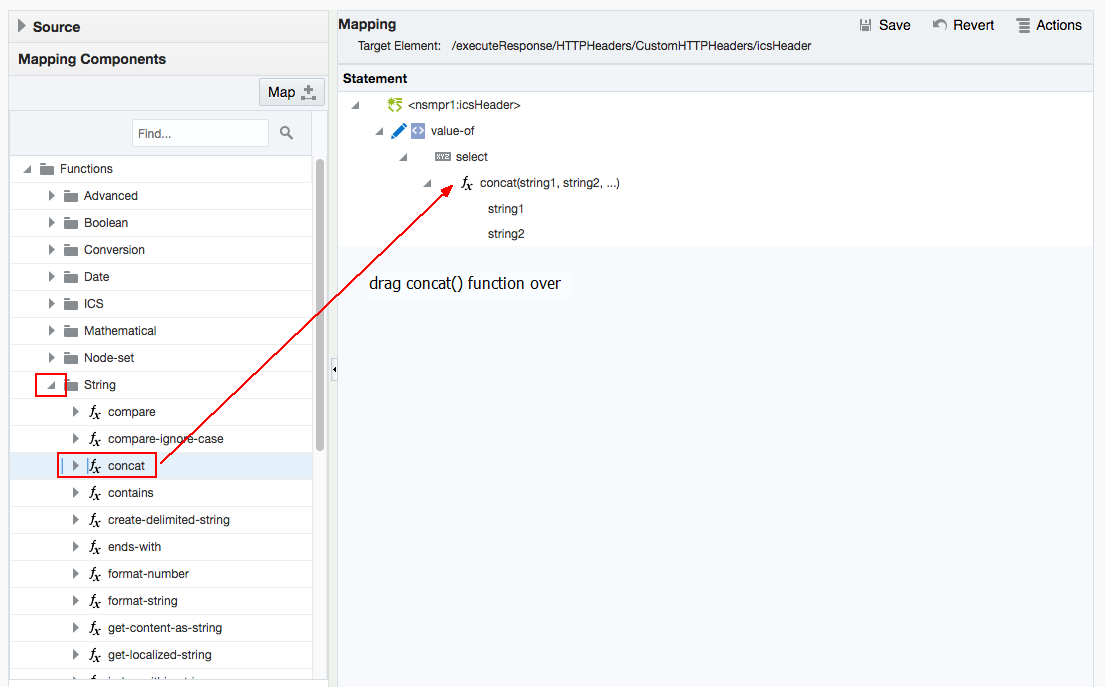 Source
Mapping Components
Map
Find...
Functions
Advanced
Boolean
Conversion
Date
ICS
Mathematical
Node-set
String
compare
compare-ignore-case
concat
contains
create-delimited-string
ends-with
format-number
format-string
get-content-as-string
get-localized-string
Mapping
Save Revert Actions
Target Element: /executeResponse/HTTPHeaders/CustomHTTPHeaders/icsHeader
Statement
<nsmpr1:icsHeader>
value-of
select
concat(string1, string2, ...)
string1
string2
drag concat() function over